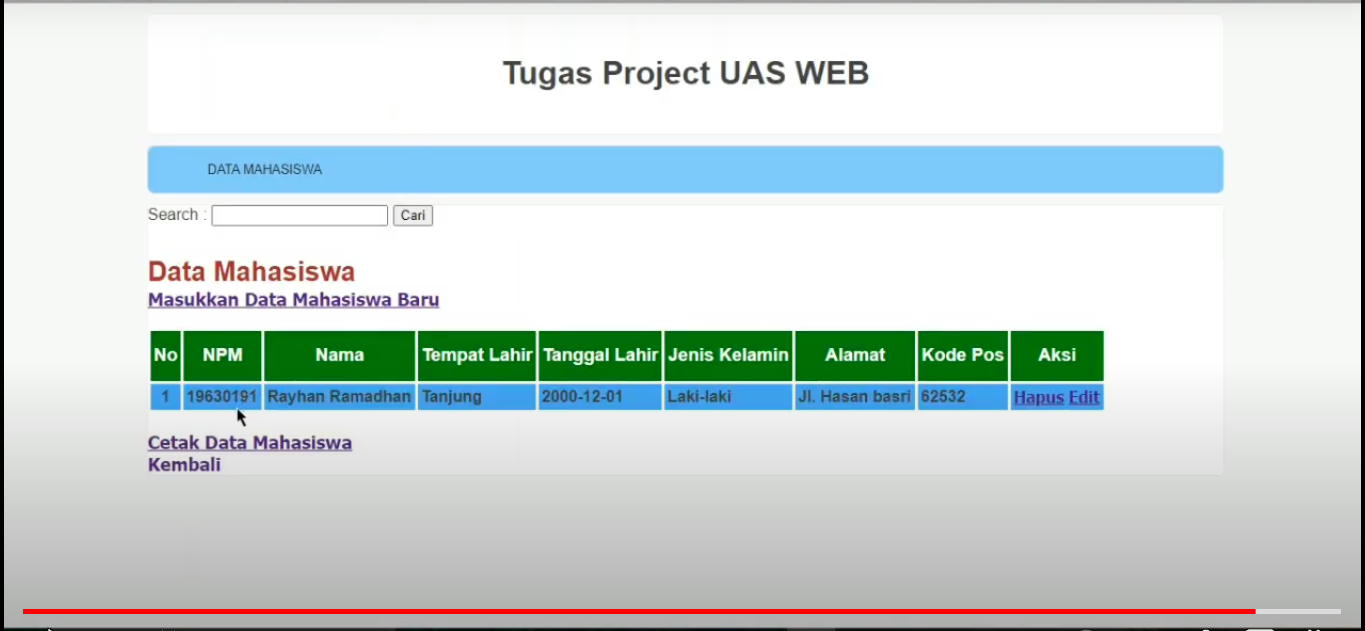 Tugas Project UAS WEB
DATA MAHASISWA
Search : Cari
Data Mahasiswa
Masukkan Data Mahasiswa Baru
No NPM Nama Tempat Lahir Tanggal Lahir Jenis Kelamin Alamat Kode Pos Aksi
1 19630191 Rayhan Ramadhan Tanjung 2000-12-01 Laki-laki Jl. Hasan basri 62532 Hapus Edit
Cetak Data Mahasiswa
Kembali